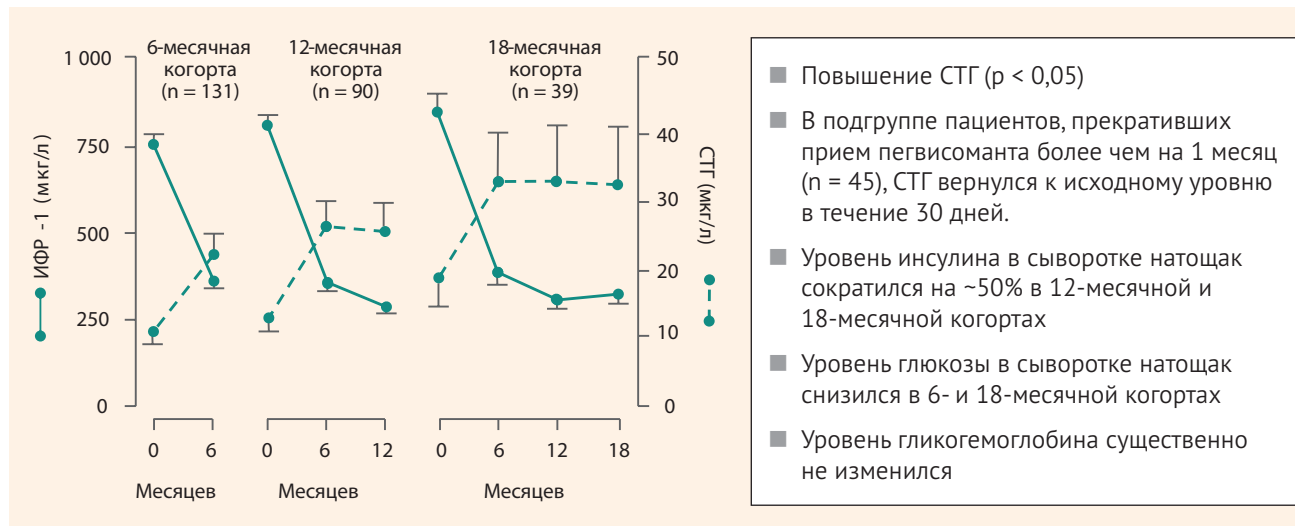 6-месячная
когорта
(n = 131)
12-месячная
когорта
(n = 90)
18-месячная
когорта
(n = 39)
ИФР -1 (мкг/л)
1 000
750
500
250
0
СТГ (мкг/л)
50
40
30
20
10
0
0 6
0 6 12
0 6 12 18
Месяцев
Месяцев
Месяцев
Повышение СТГ (p < 0,05)
В подгруппе пациентов, прекративших
прием пегвисоманта более чем на 1 месяц
(n = 45), СТГ вернулся к исходному уровню
в течение 30 дней.
Уровень инсулина в сыворотке натощак
сократился на ~50% в 12-месячной и
18-месячной когортах
Уровень глюкозы в сыворотке натощак
снизился в 6- и 18-месячной когортах
Уровень гликогемоглобина существенно
не изменился